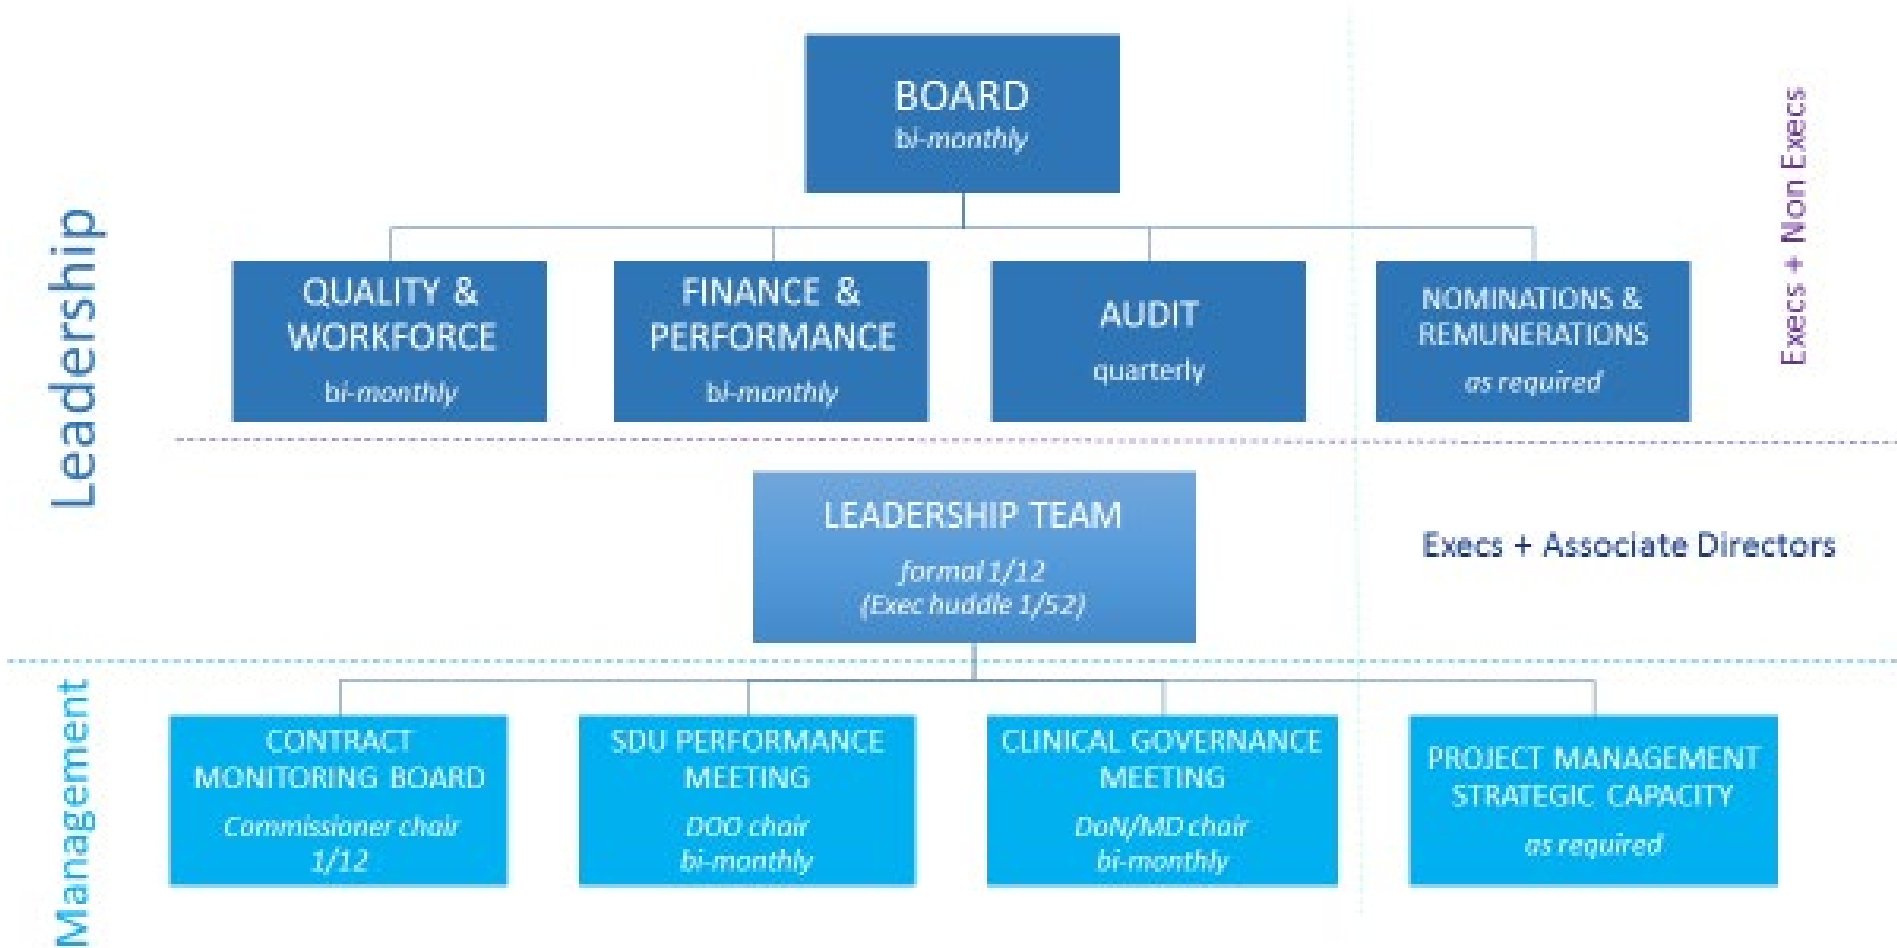 BOARD
bi-monthly
Leadership
Execs + Non Execs
QUALITY &
WORKFORCE
bi-monthly
FINANCE &
PERFORMANCE
bi-monthly
AUDIT
quarterly
NOMINATIONS &
REMUNERATIONS
as required
LEADERSHIP TEAM
formal 1/12
(Exec huddle 1/52)
Execs + Associate Directors
Management
CONTRACT
MONITORING BOARD
Commissioner chair
1/12
SDU PERFORMANCE
MEETING
DOO chair
bi-monthly
CLINICAL GOVERNANCE
MEETING
DoN/MD chair
bi-monthly
PROJECT MANAGEMENT
STRATEGIC CAPACITY
as required